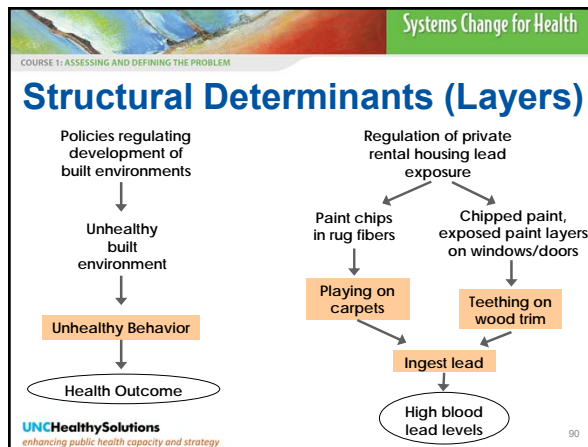 Systems Change for Health
COURSE 1: ASSESSING AND DEFINING THE PROBLEM
Structural Determinants (Layers)
Policies regulating
development of
built environments
Unhealthy
built
environment
Unhealthy Behavior
Health Outcome
Regulation of private
rental housing lead
exposure
Paint chips
in rug fibers
Chipped paint,
exposed paint layers
on windows/doors
Playing on
carpets
Teething on
wood trim
Ingest lead
High blood
lead levels
UNCHealthySolutions
enhancing public health capacity and strategy
90